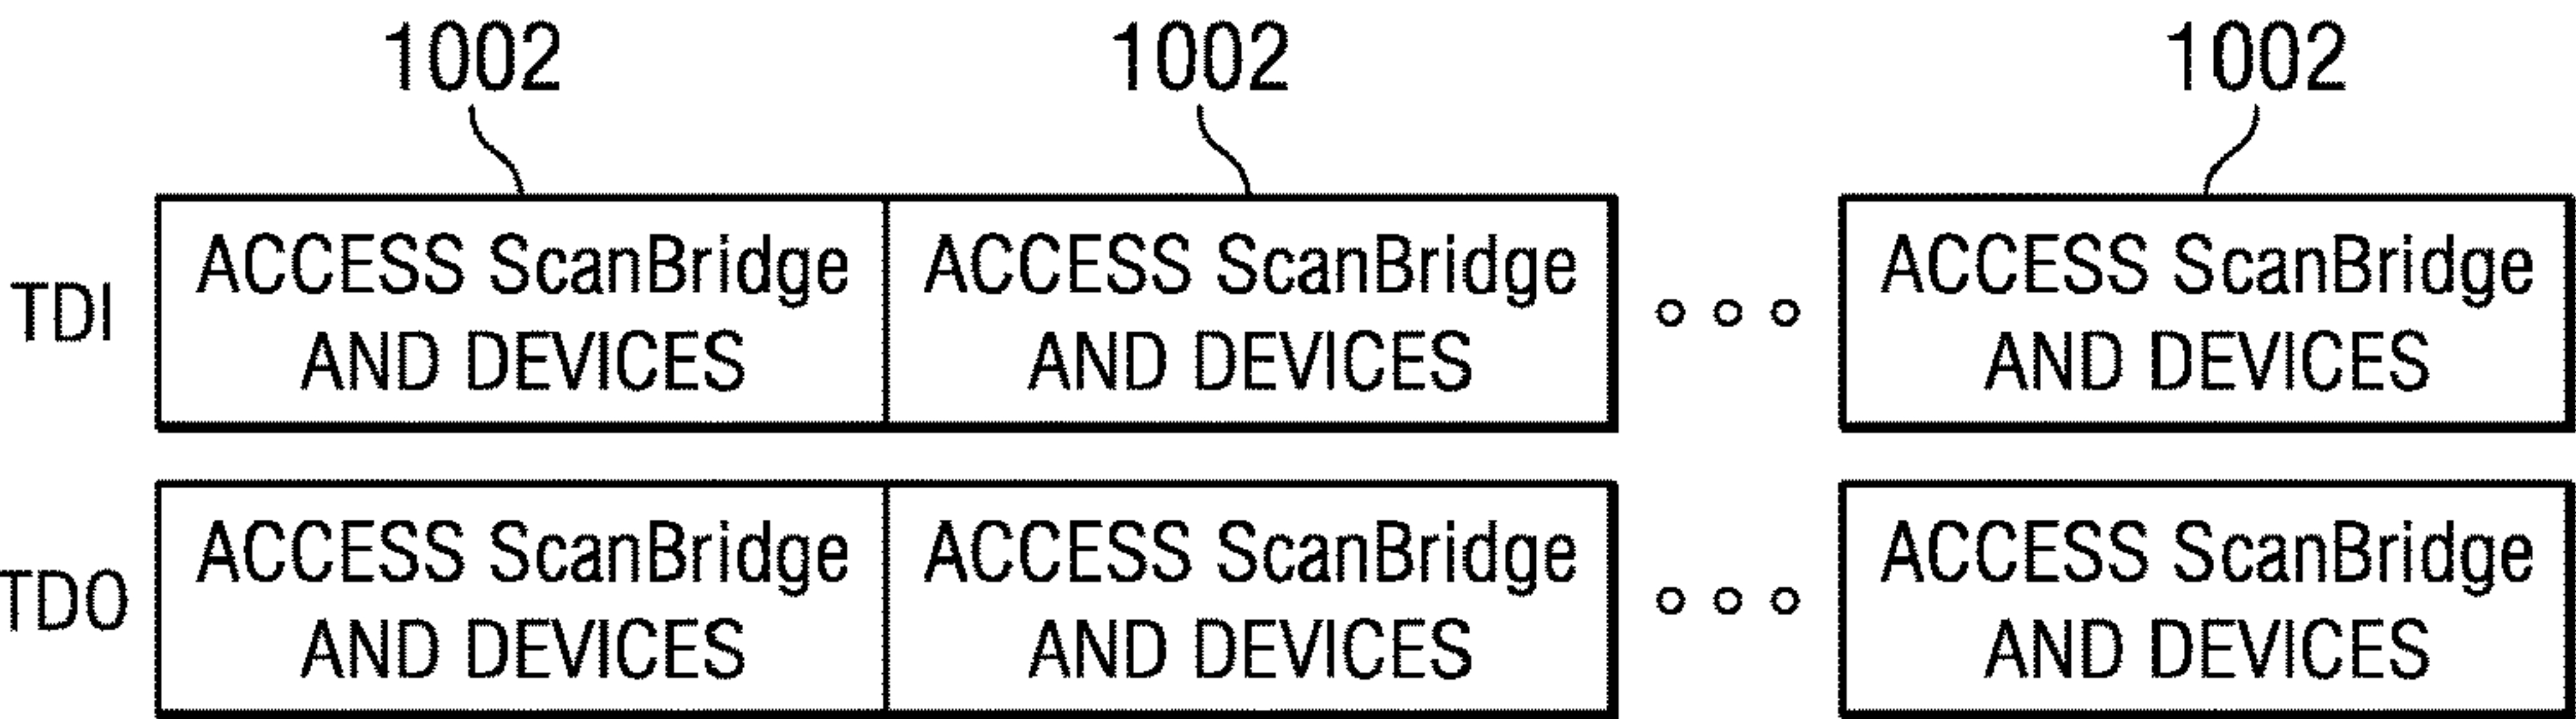 1002 1002 1002
TDI ACCESS ScanBridge AND DEVICES ACCESS ScanBridge AND DEVICES ACCESS ScanBridge AND DEVICES
TDO ACCESS ScanBridge AND DEVICES ACCESS ScanBridge AND DEVICES ACCESS ScanBridge AND DEVICES